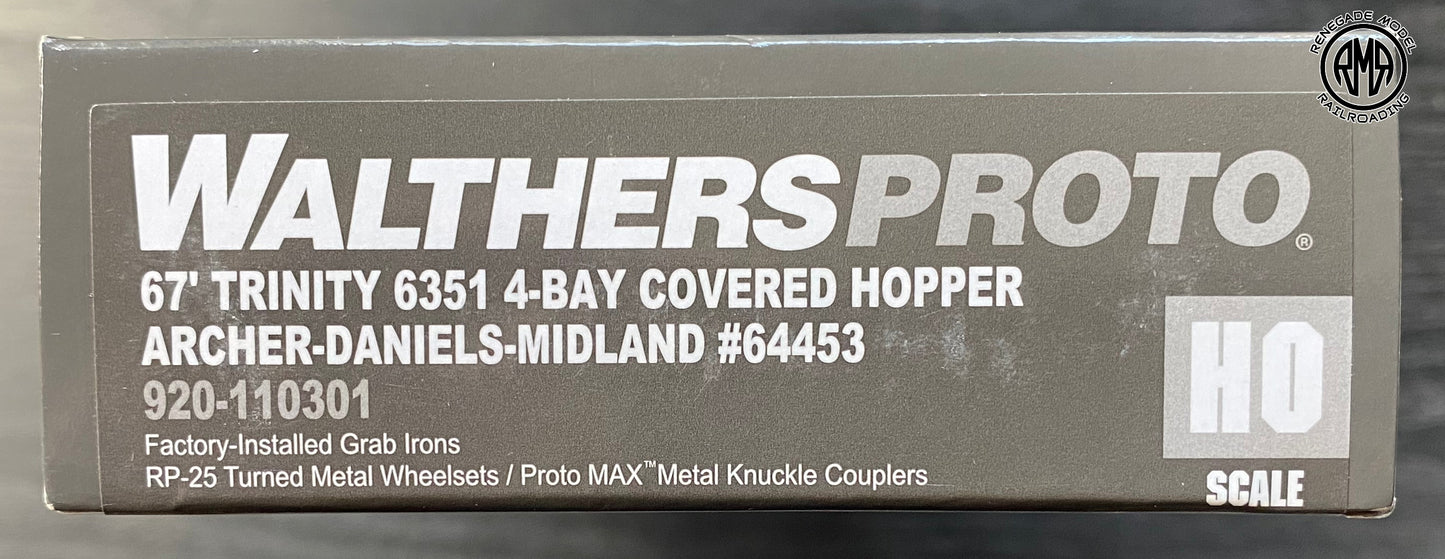 RENEGADE MODEL
RMR
RAILROADING
WALTHERSPROTO®
67' TRINITY 6351 4-BAY COVERED HOPPER
ARCHER-DANIELS-MIDLAND #64453
920-110301
Factory-Installed Grab Irons
RP-25 Turned Metal Wheelsets / Proto MAX™ Metal Knuckle Couplers
HO
SCALE